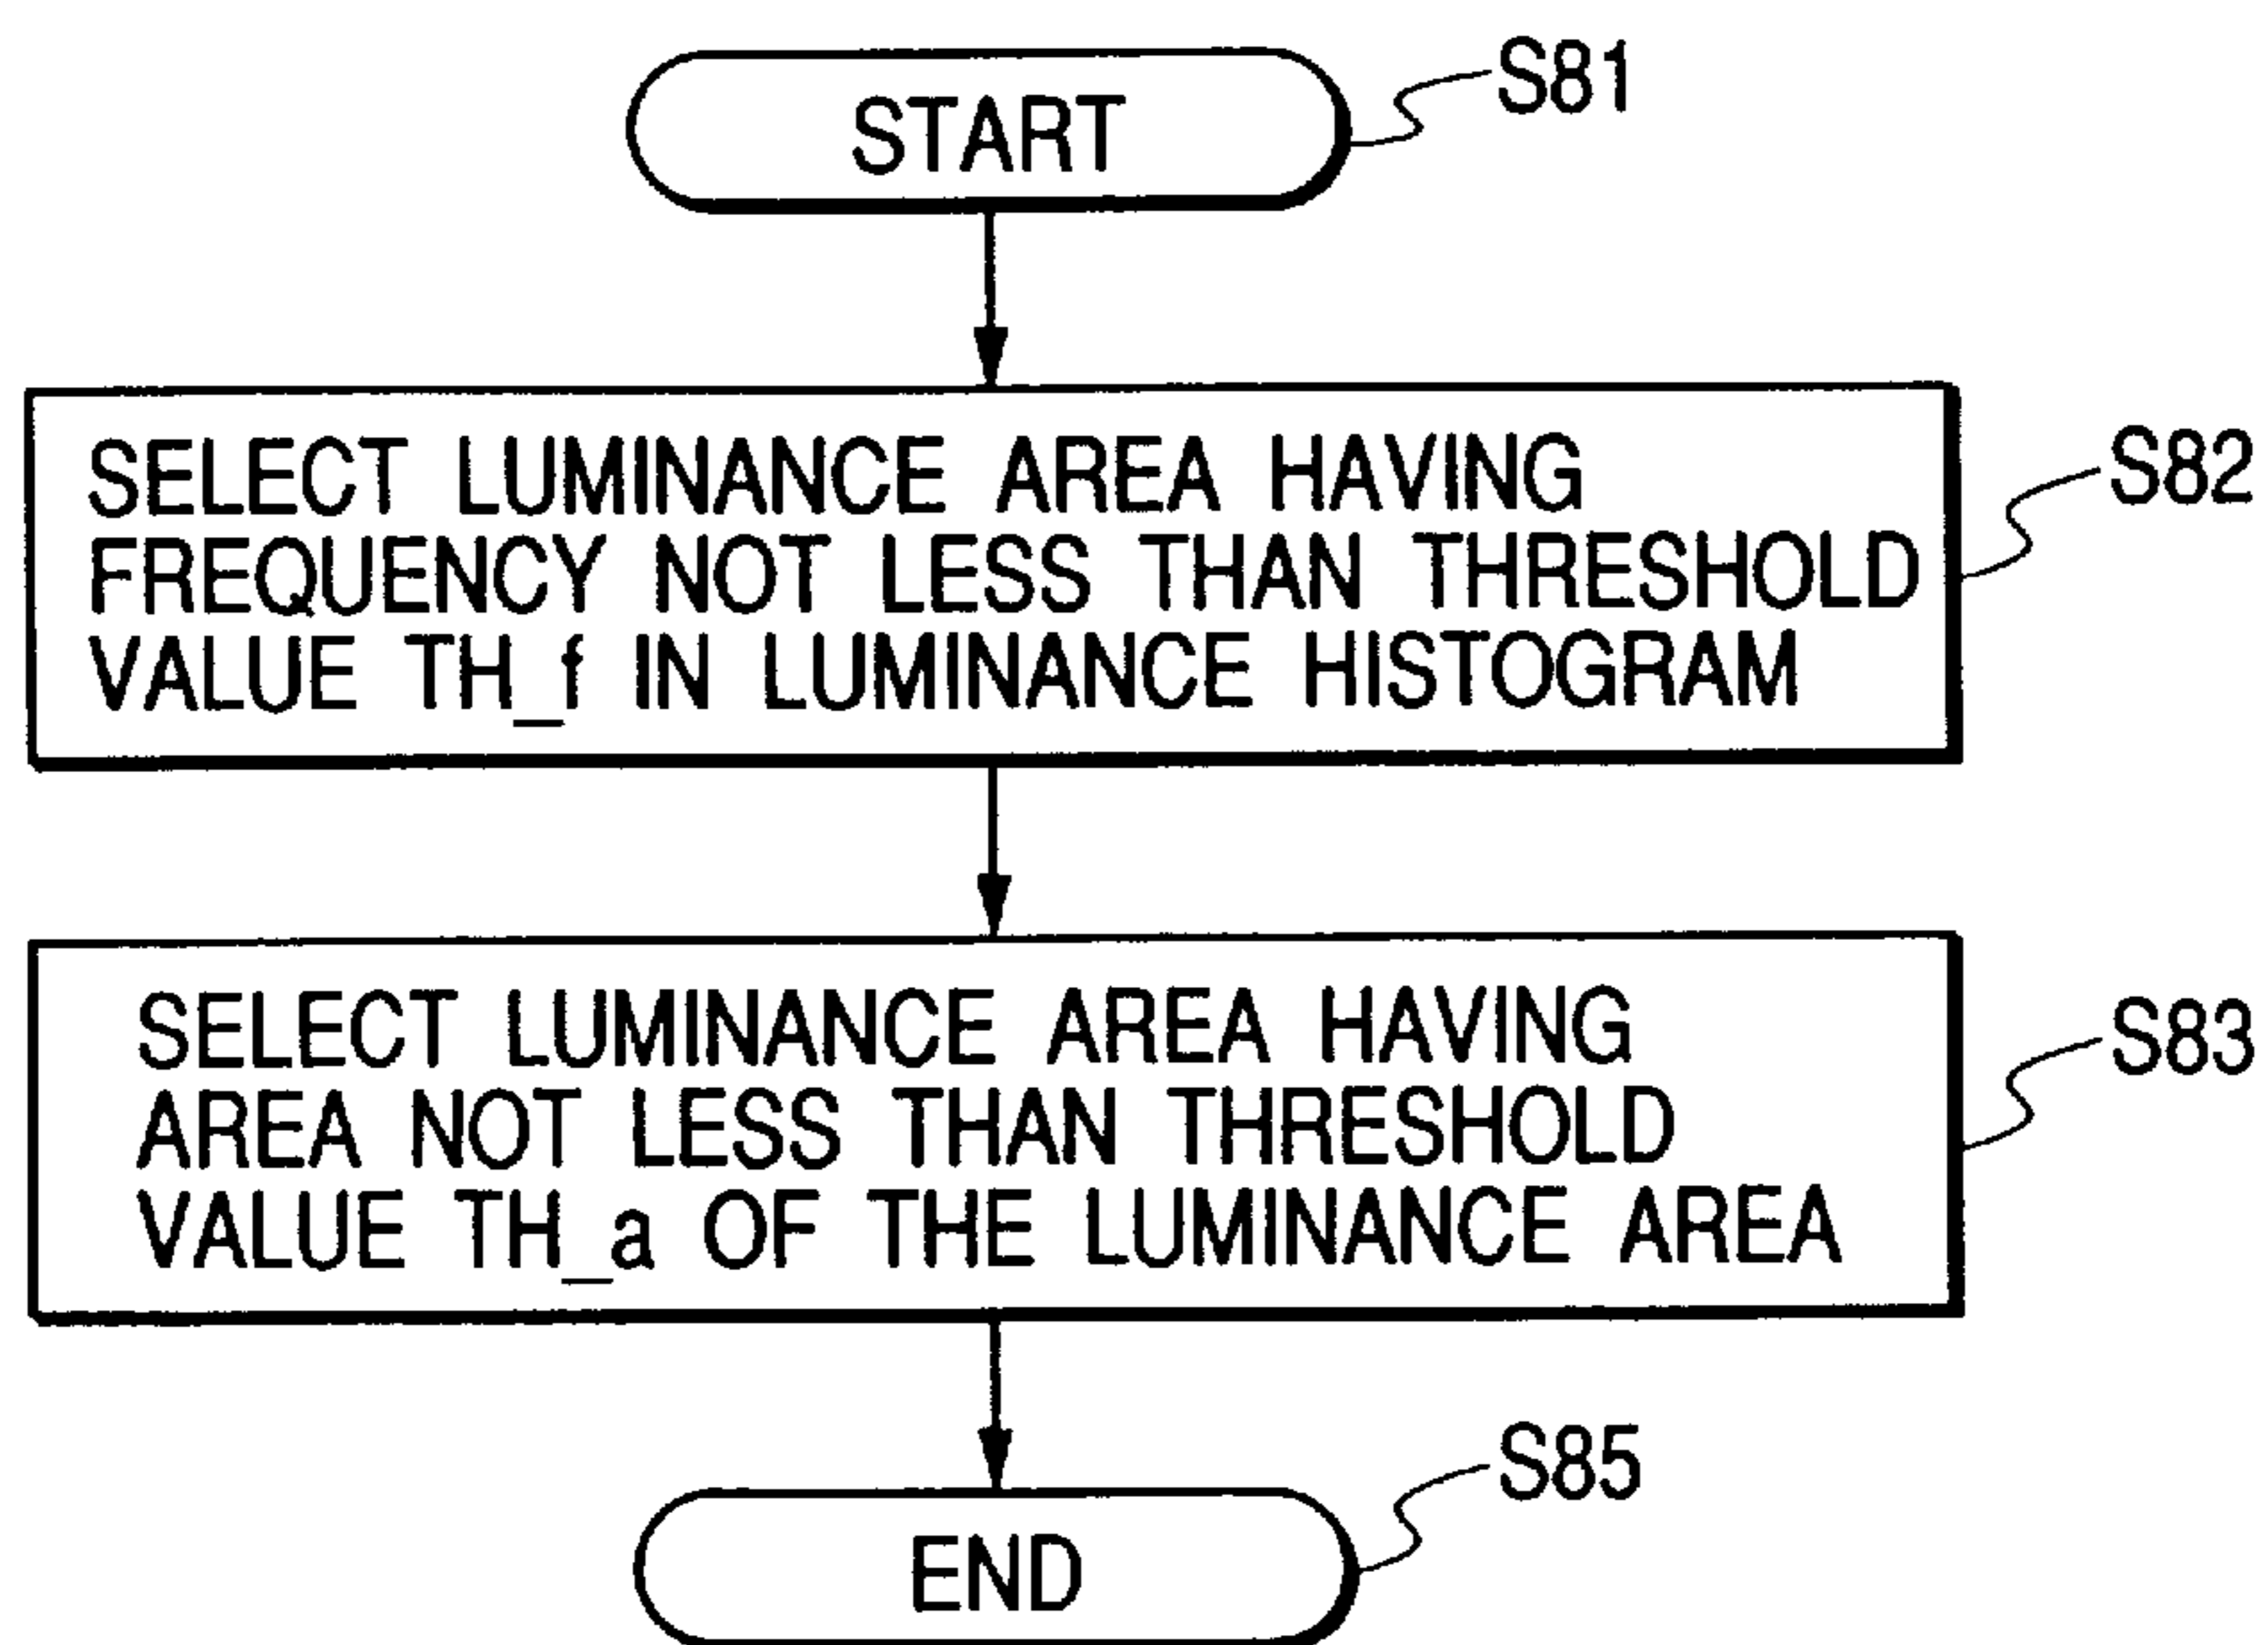 START
S81
SELECT LUMINANCE AREA HAVING
FREQUENCY NOT LESS THAN THRESHOLD
VALUE TH_f IN LUMINANCE HISTOGRAM
S82
SELECT LUMINANCE AREA HAVING
AREA NOT LESS THAN THRESHOLD
VALUE TH_a OF THE LUMINANCE AREA
S83
END
S85